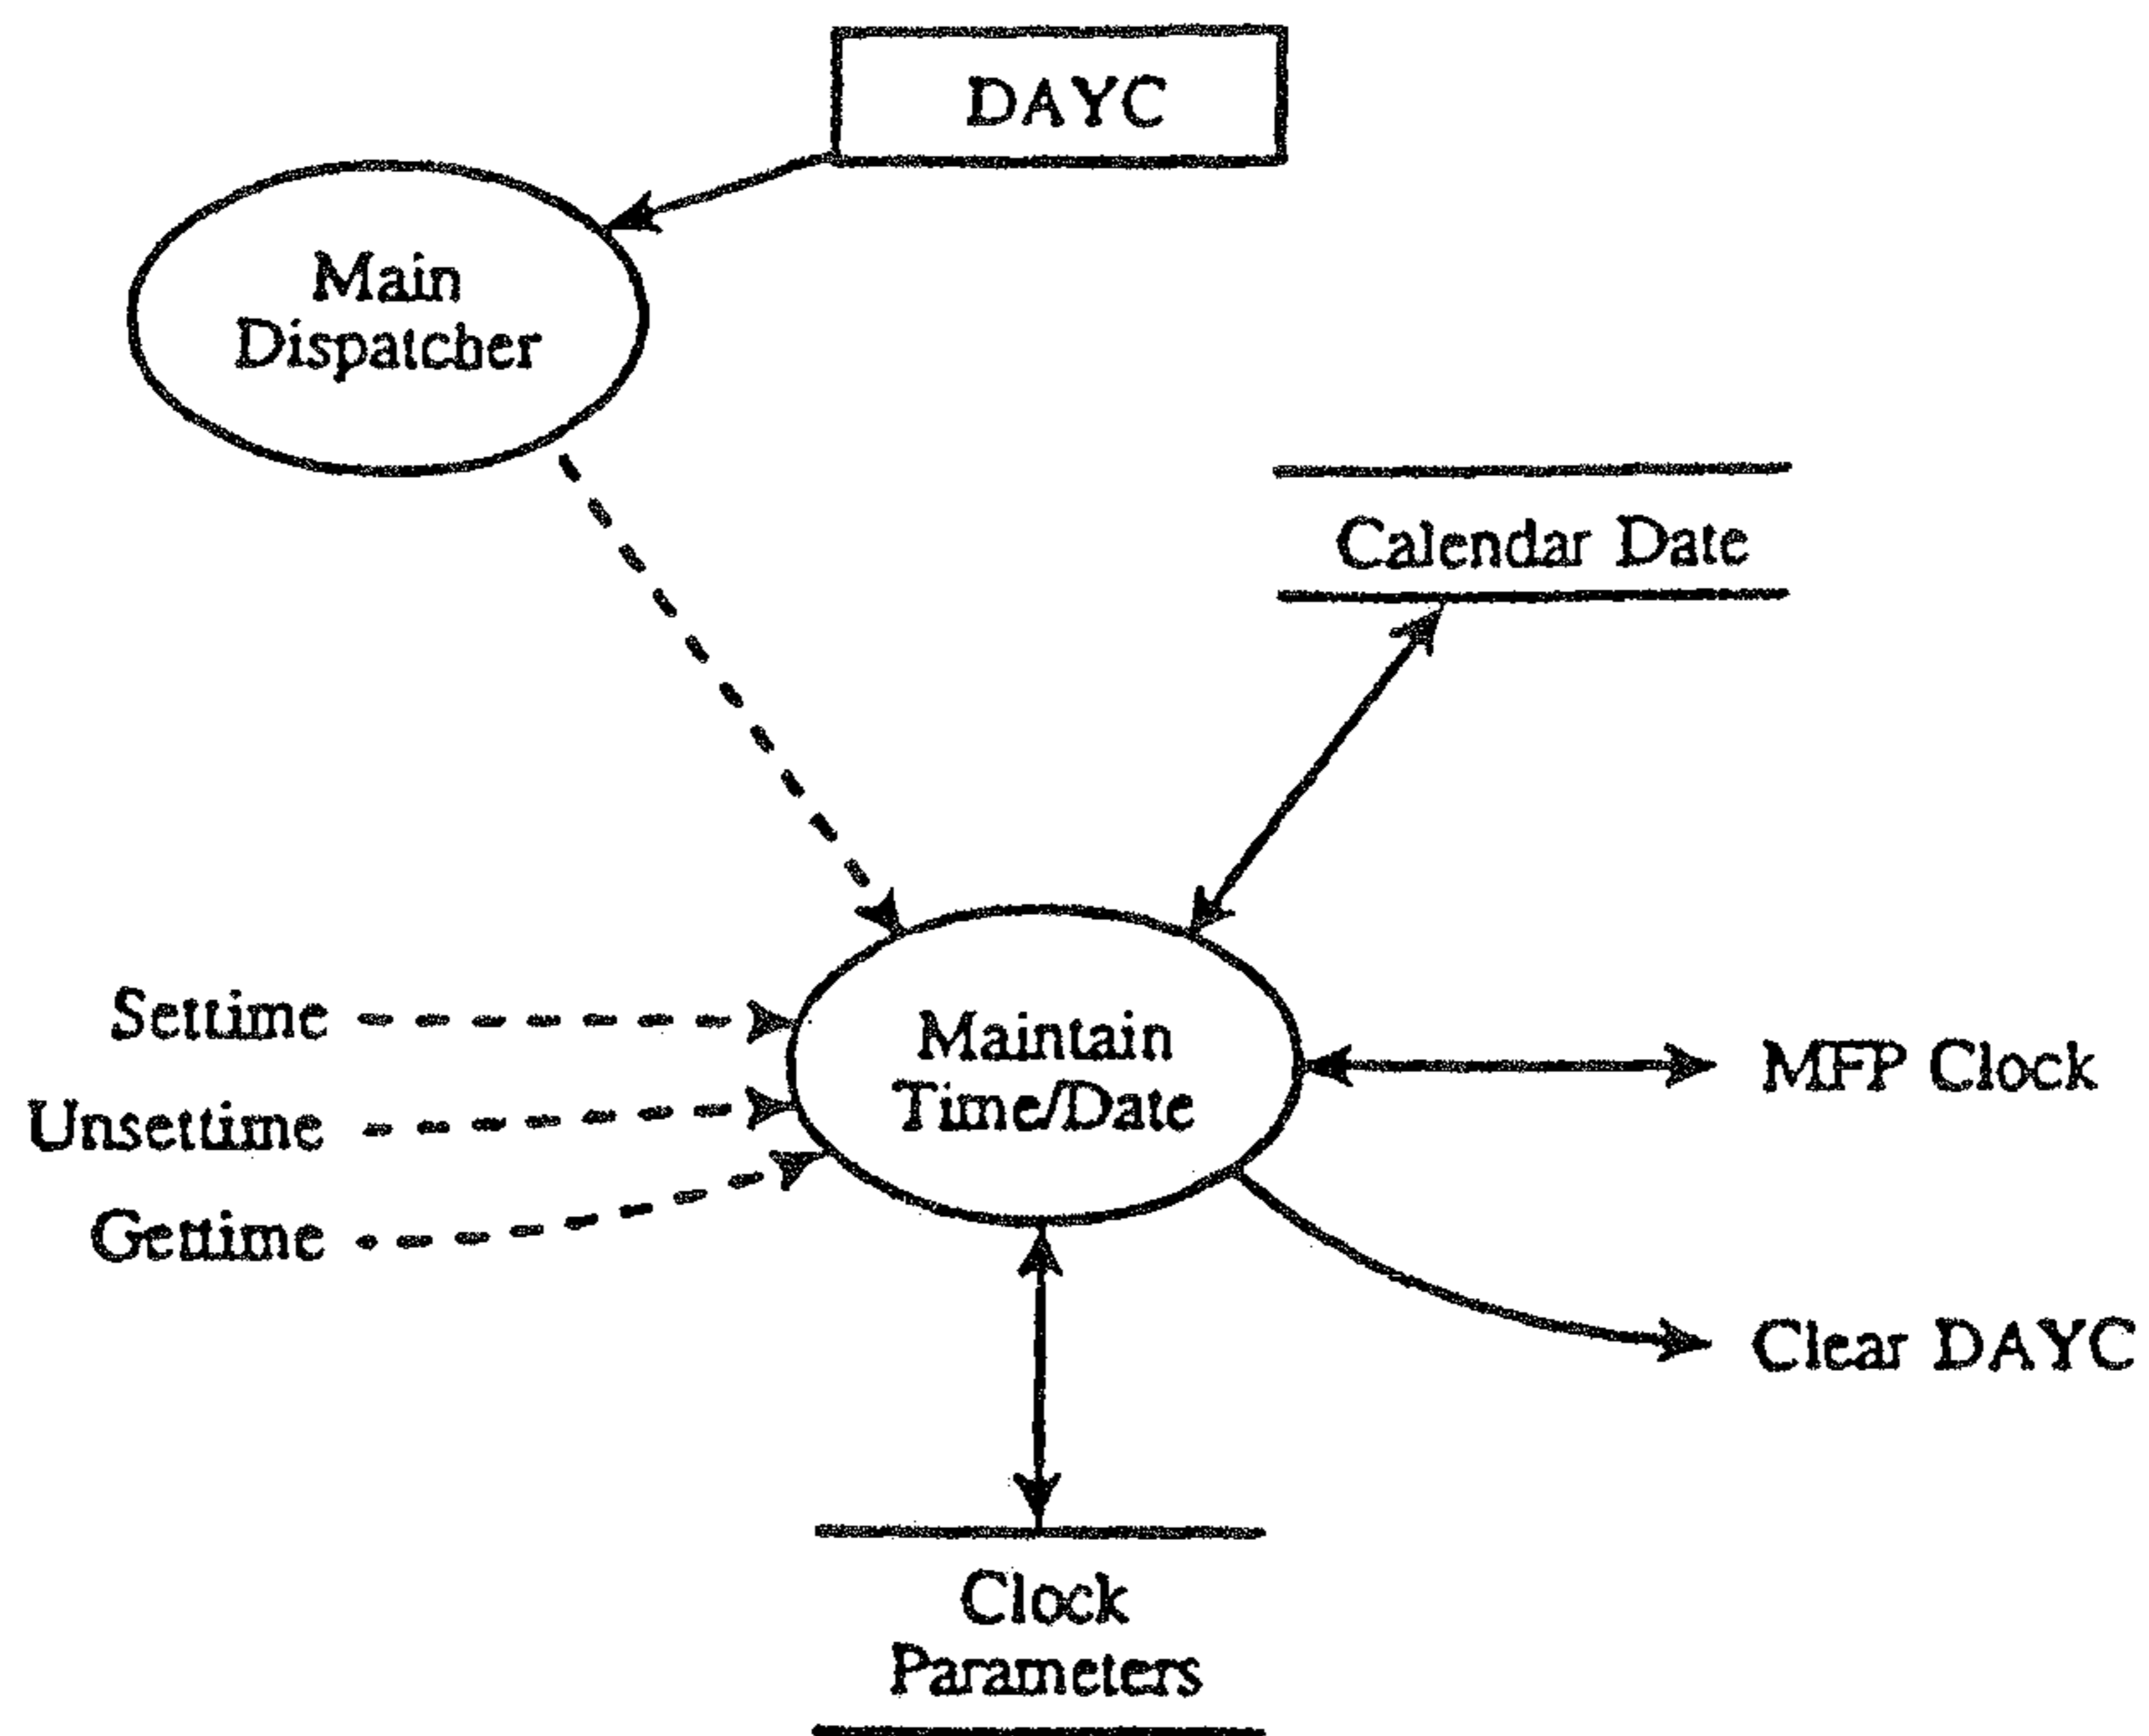 DAYC
Main
Dispatcher
Calendar Date
Settime
Unsettime
Gettime
Maintain
Time/Date
MFP Clock
Clear DAYC
Clock
Parameters